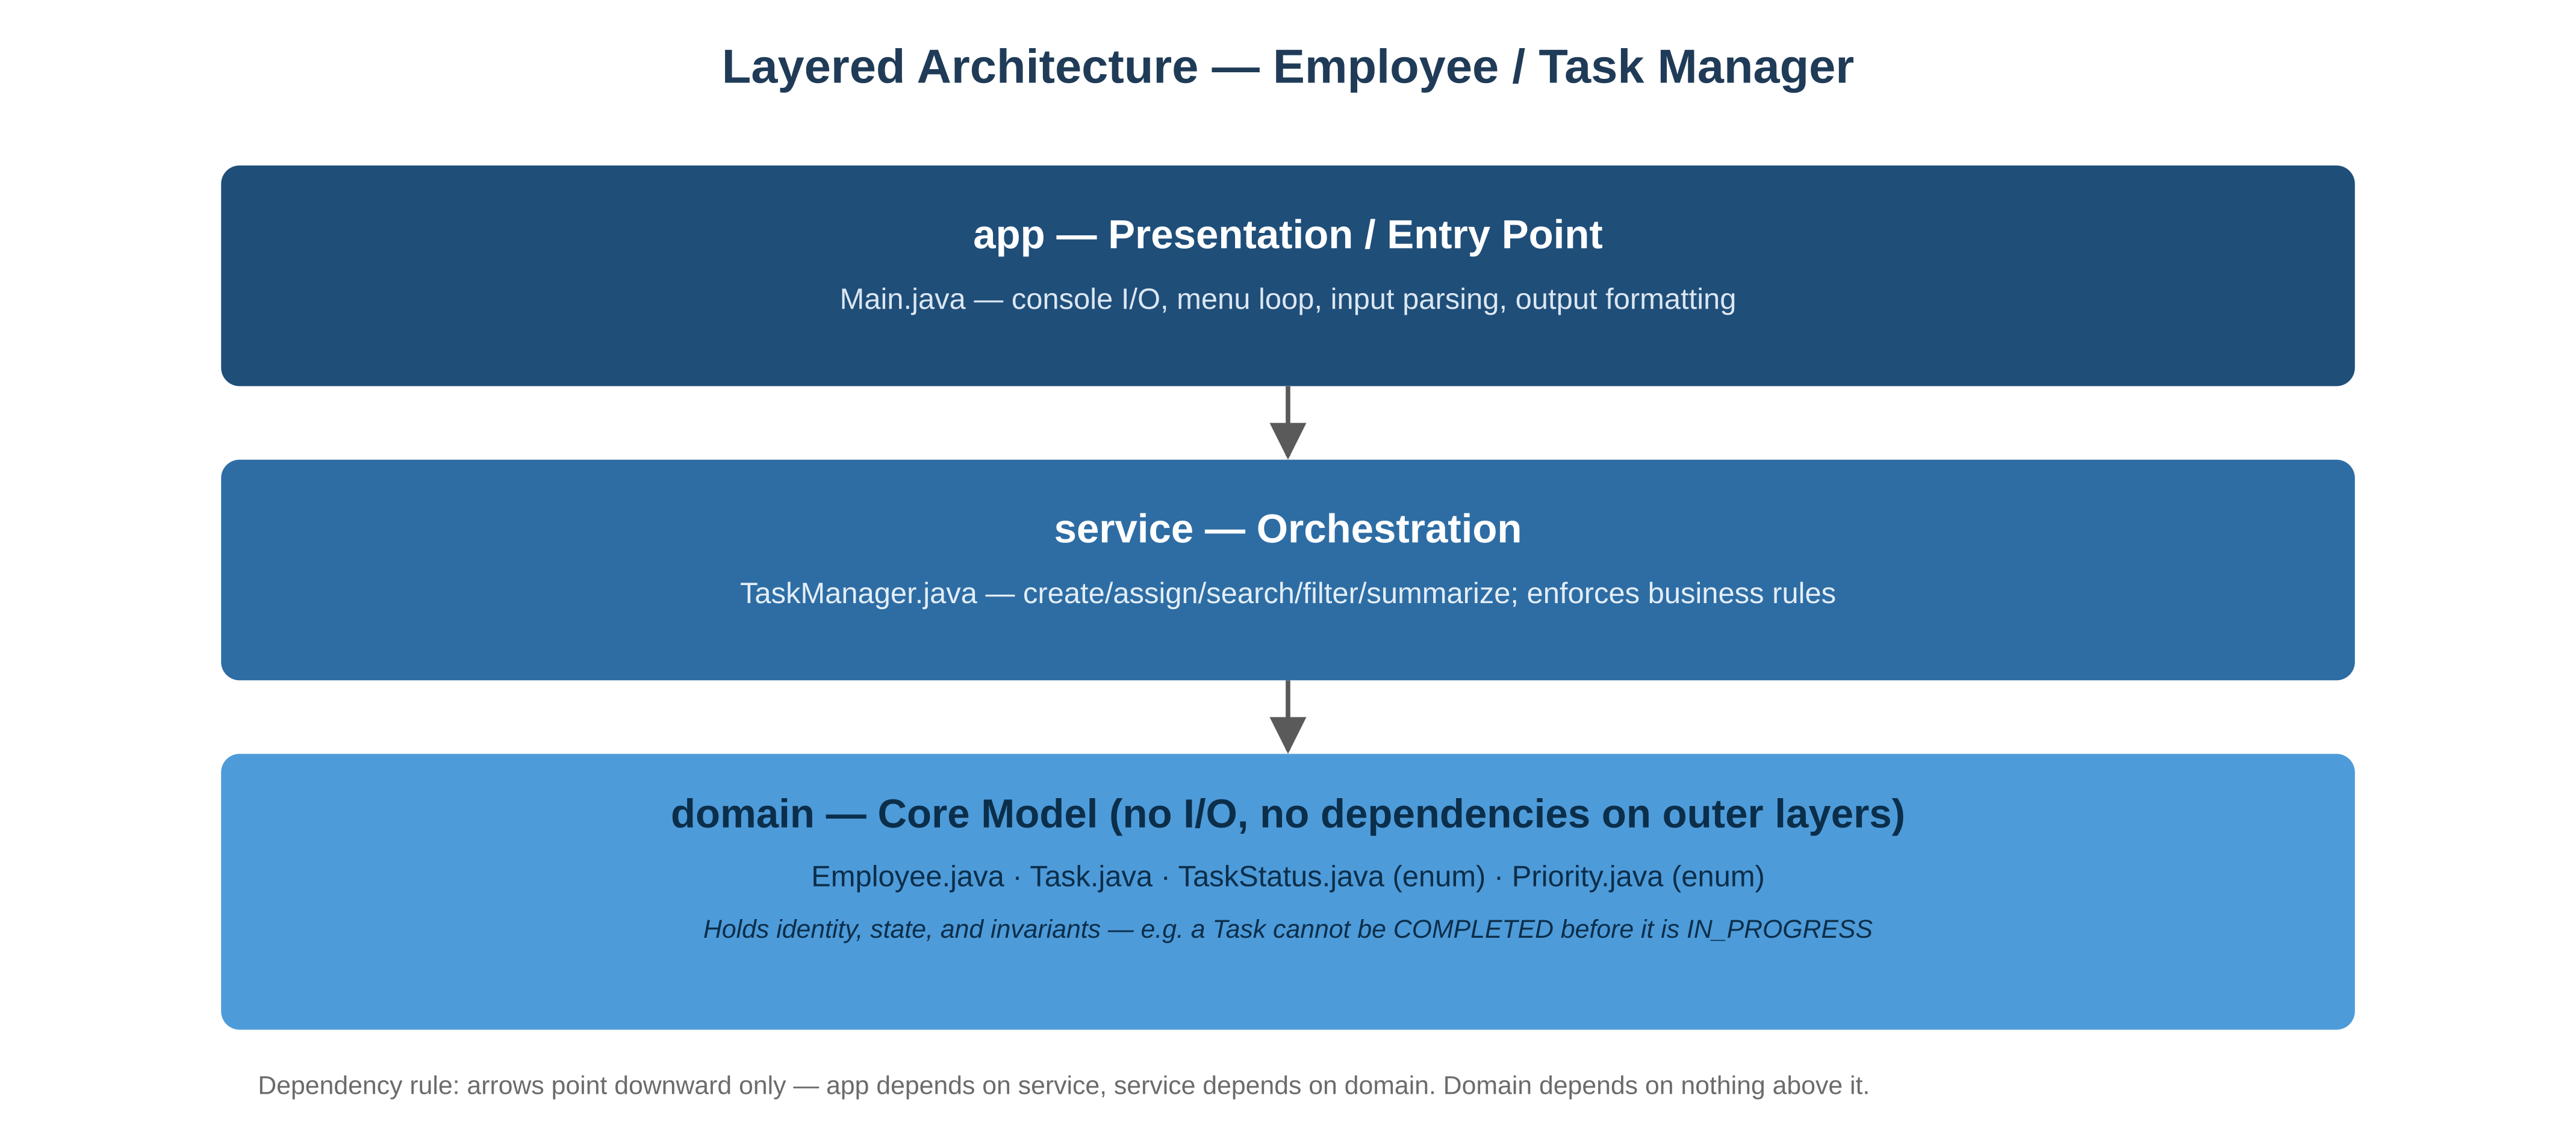 Layered Architecture — Employee / Task Manager
app — Presentation / Entry Point
Main.java — console I/O, menu loop, input parsing, output formatting
service — Orchestration
TaskManager.java — create/assign/search/filter/summarize; enforces business rules
domain — Core Model (no I/O, no dependencies on outer layers)
Employee.java · Task.java · TaskStatus.java (enum) · Priority.java (enum)
Holds identity, state, and invariants — e.g. a Task cannot be COMPLETED before it is IN_PROGRESS
Dependency rule: arrows point downward only — app depends on service, service depends on domain. Domain depends on nothing above it.